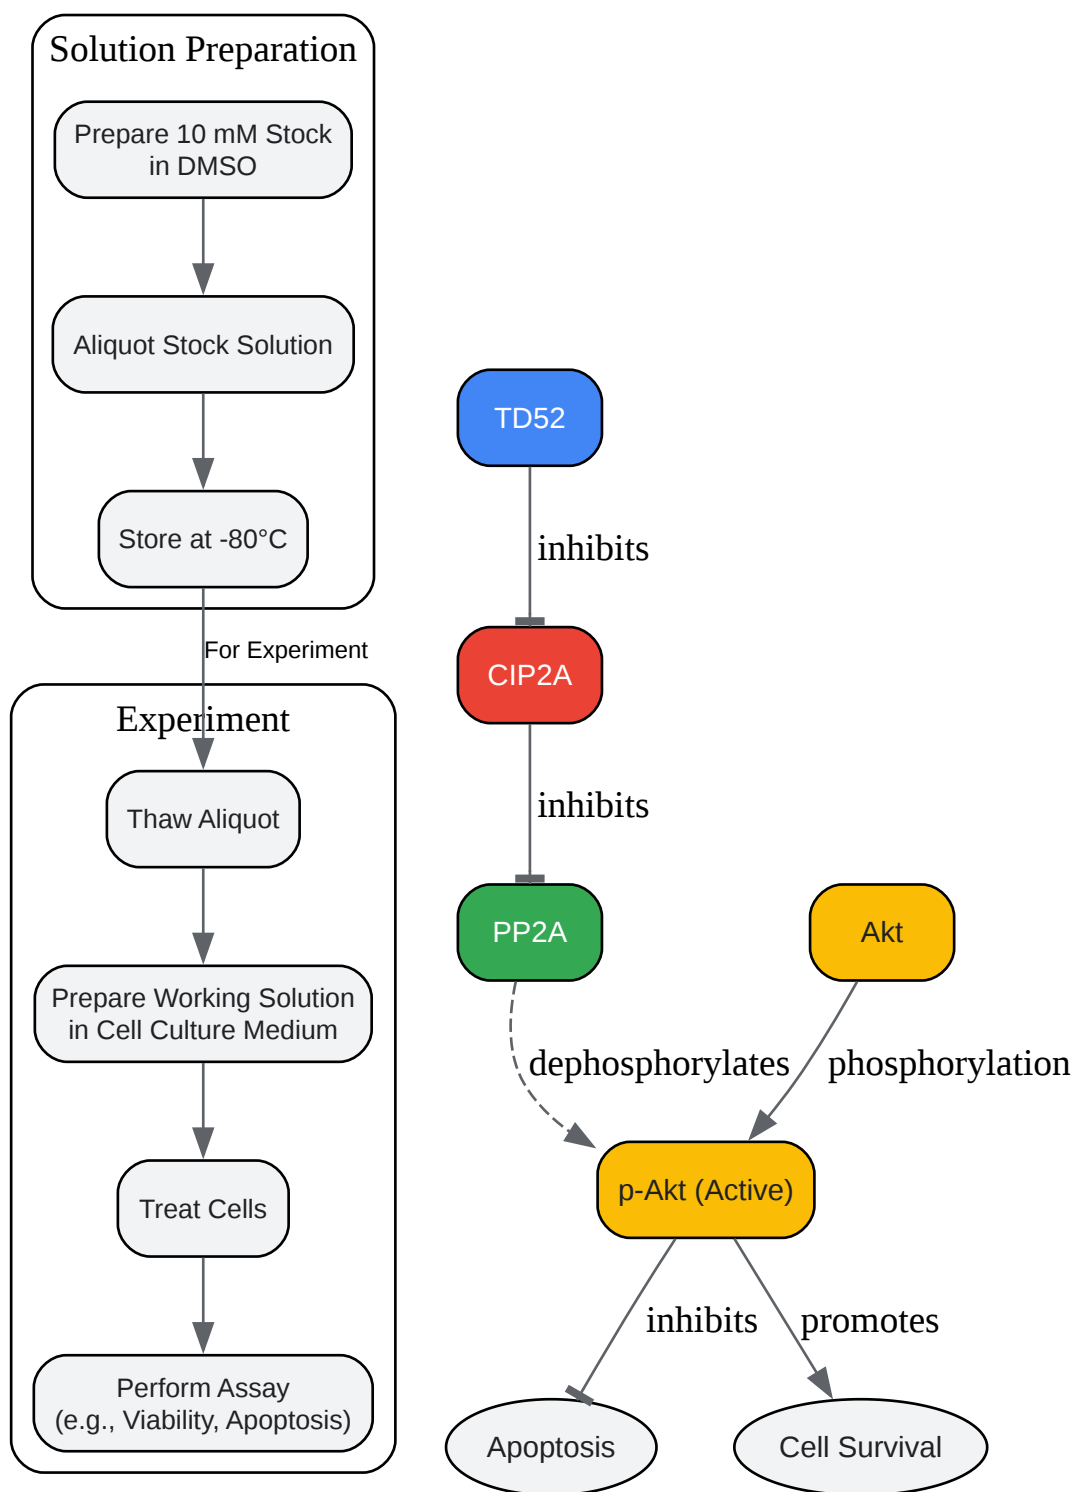 Solution Preparation
Prepare 10 mM Stock
in DMSO
Aliquot Stock Solution
Store at -80°C
For Experiment
Experiment
Thaw Aliquot
Prepare Working Solution
in Cell Culture Medium
Treat Cells
Perform Assay
(e.g., Viability, Apoptosis)
TD52
inhibits
CIP2A
inhibits
PP2A
Akt
dephosphorylates
phosphorylation
p-Akt (Active)
inhibits
promotes
Apoptosis
Cell Survival